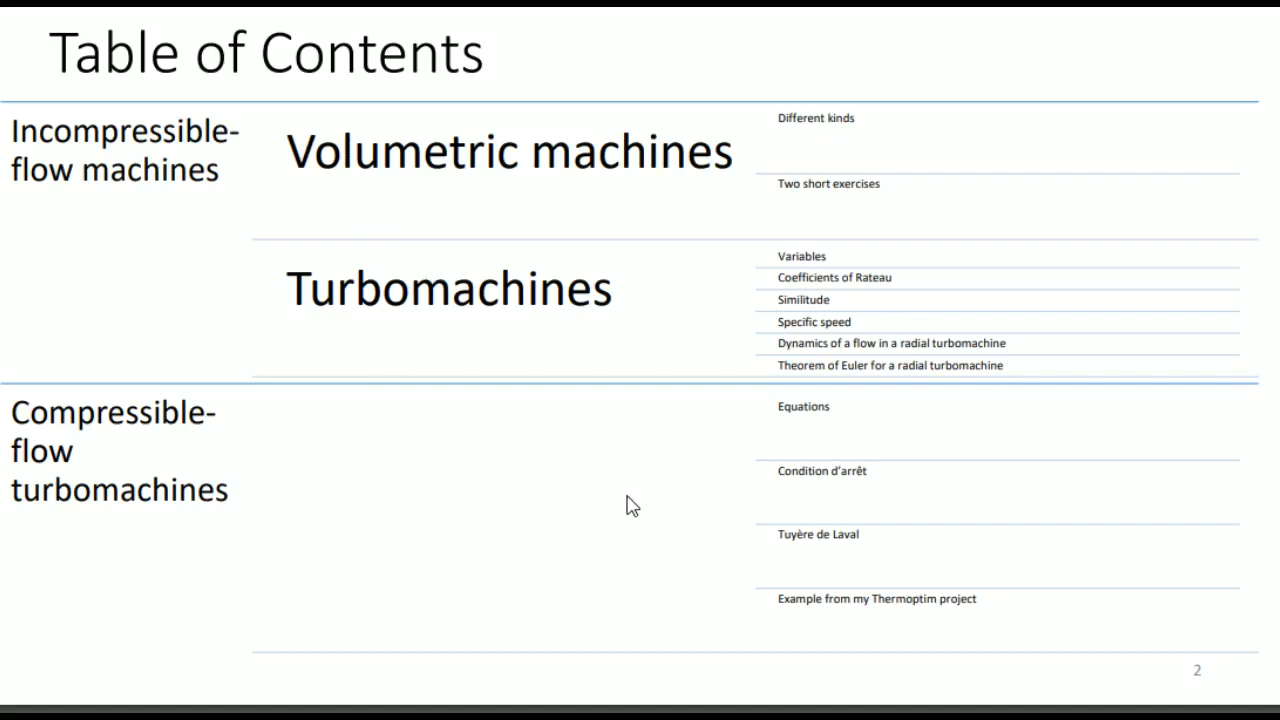 Table of Contents
Incompressible-
flow machines
Volumetric machines
Different kinds
Two short exercises
Turbomachines
Variables
Coefficients of Rateau
Similitude
Specific speed
Dynamics of a flow in a radial turbomachine
Theorem of Euler for a radial turbomachine
Compressible-
flow
turbomachines
Equations
Condition d’arrêt
Tuyère de Laval
Example from my Thermoptim project
2